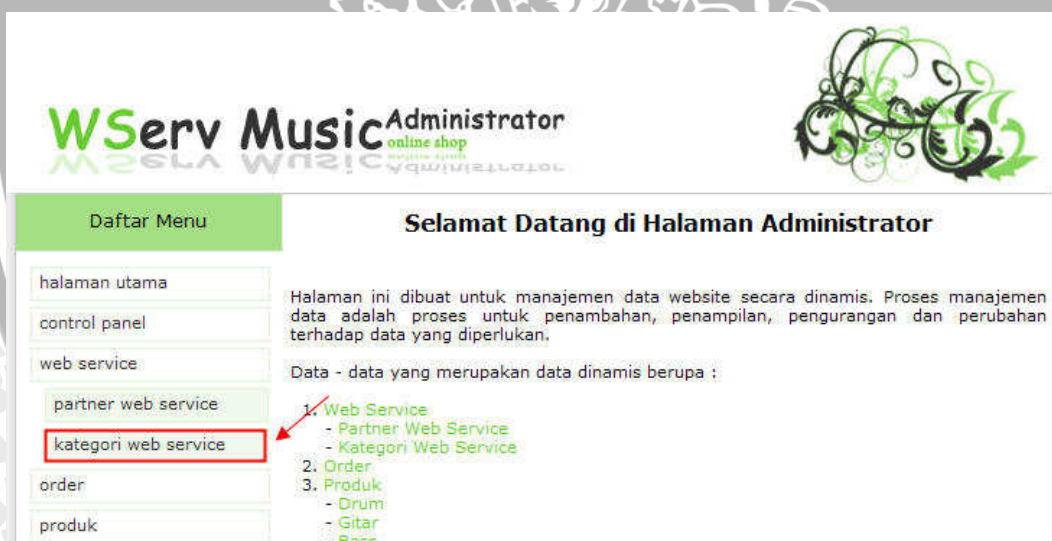 WServ Music Administrator
online shop
Daftar Menu
halaman utama
control panel
web service
partner web service
kategori web service
order
produk
Selamat Datang di Halaman Administrator
Halaman ini dibuat untuk manajemen data website secara dinamis. Proses manajemen
data adalah proses untuk penambahan, penampilan, pengurangan dan perubahan
terhadap data yang diperlukan.
Data - data yang merupakan data dinamis berupa :
1. Web Service
- Partner Web Service
- Kategori Web Service
2. Order
3. Produk
- Drum
- Gitar
- Bass